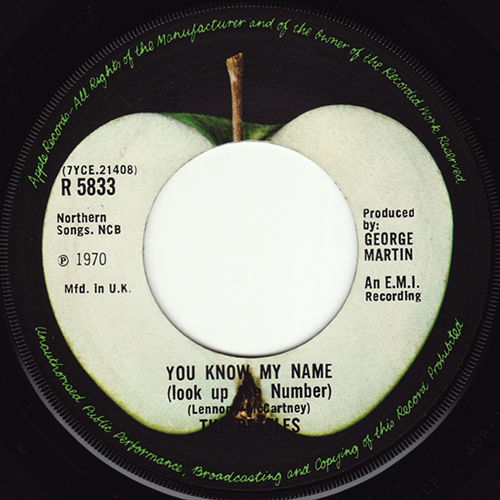 Apple Records-All Rights of the Manufacturer and of the Owner of the Recorded Work Reserved
(7YCE.21408)
R 5833
Northern
Songs. NCB
℗ 1970
Mfd. in U.K.
Produced
by:
GEORGE
MARTIN
An E.M.I.
Recording
YOU KNOW MY NAME
(look up Number)
(Lennon McCartney)
Unauthorised Public Performance, Broadcasting and Copying of this Record Prohibited